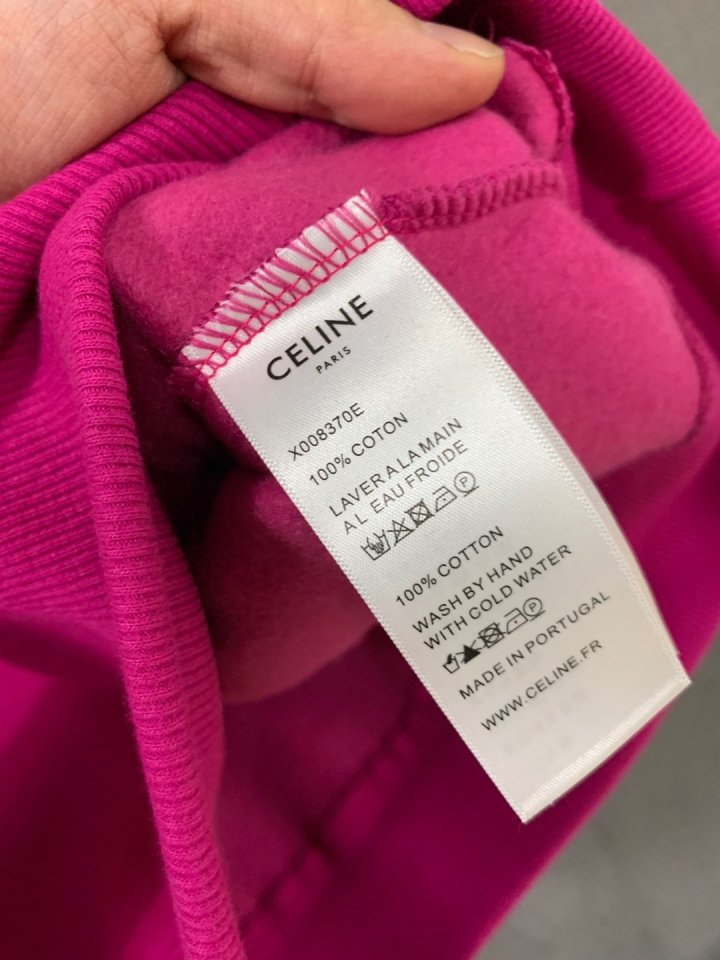 CELINE
PARIS
X008370E
100% COTON
LAVER A LA MAIN
A L EAU FROIDE
100% COTTON
WASH BY HAND
WITH COLD WATER
MADE IN PORTUGAL
WWW.CELINE.FR